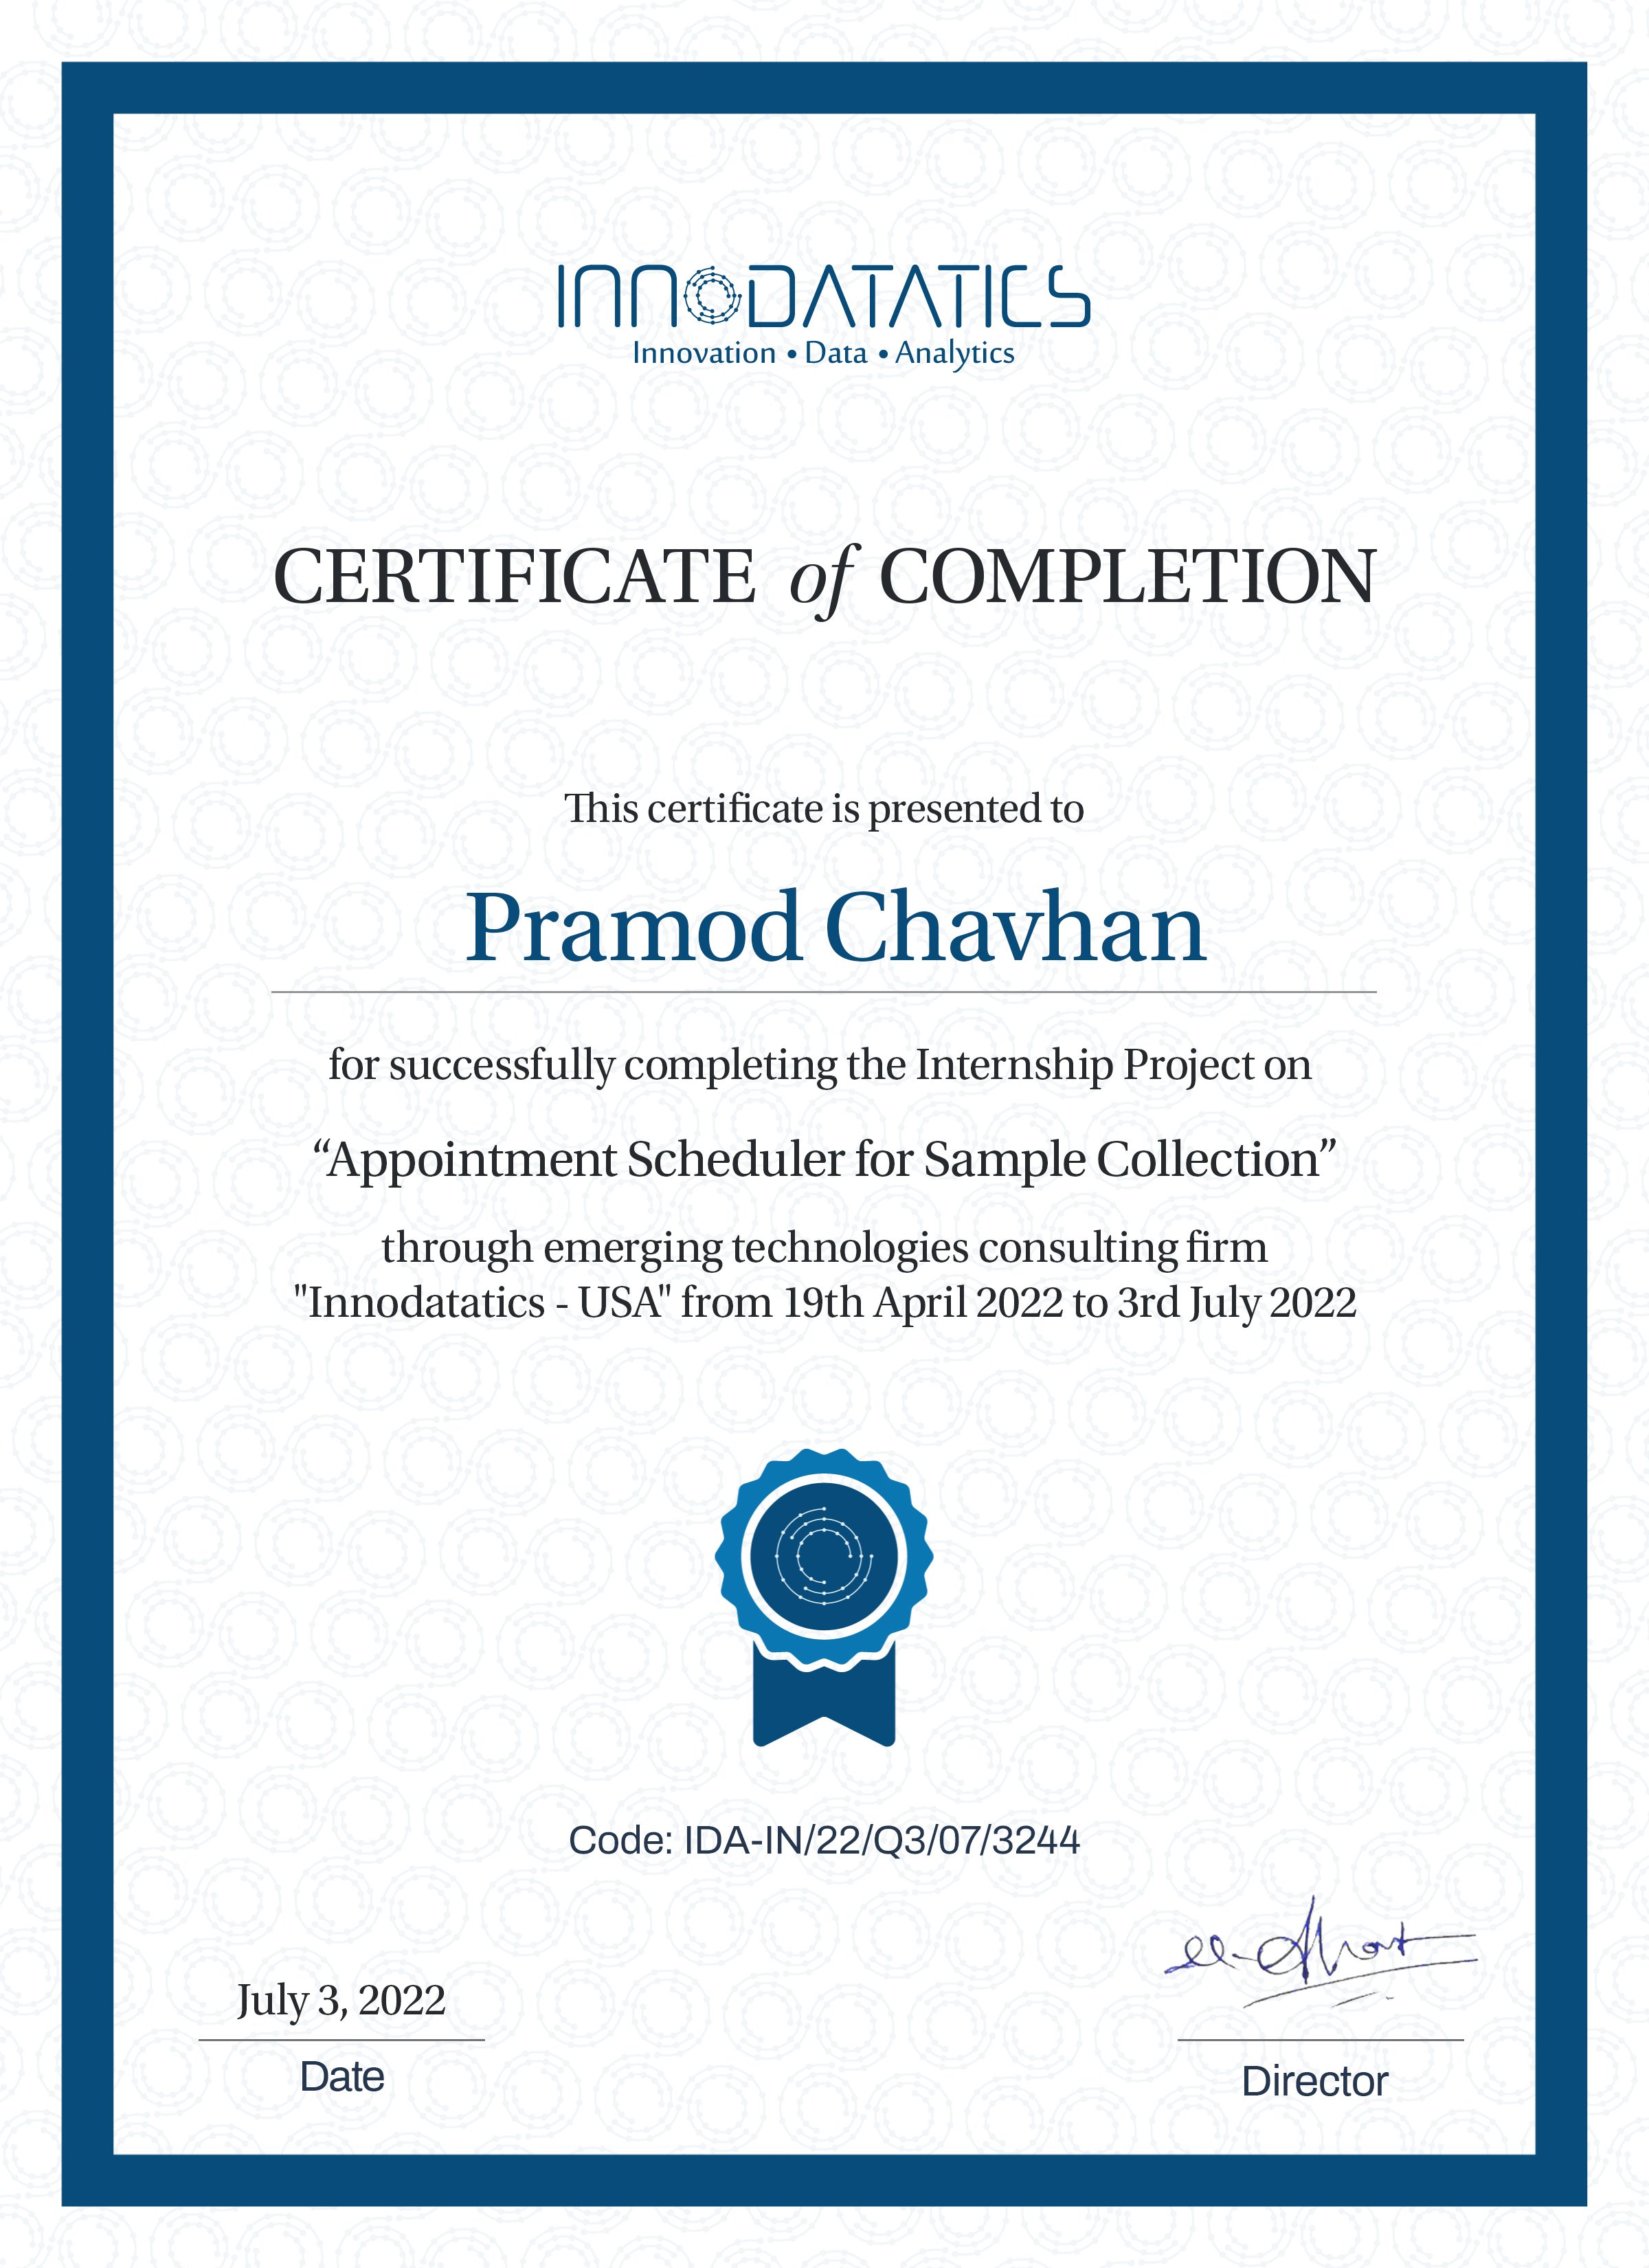 INNODATATICS
Innovation • Data • Analytics
CERTIFICATE of COMPLETION
This certificate is presented to
Pramod Chavhan
for successfully completing the Internship Project on
“Appointment Scheduler for Sample Collection”
through emerging technologies consulting firm
"Innodatatics - USA" from 19th April 2022 to 3rd July 2022
Code: IDA-IN/22/Q3/07/3244
July 3, 2022
Date
Director